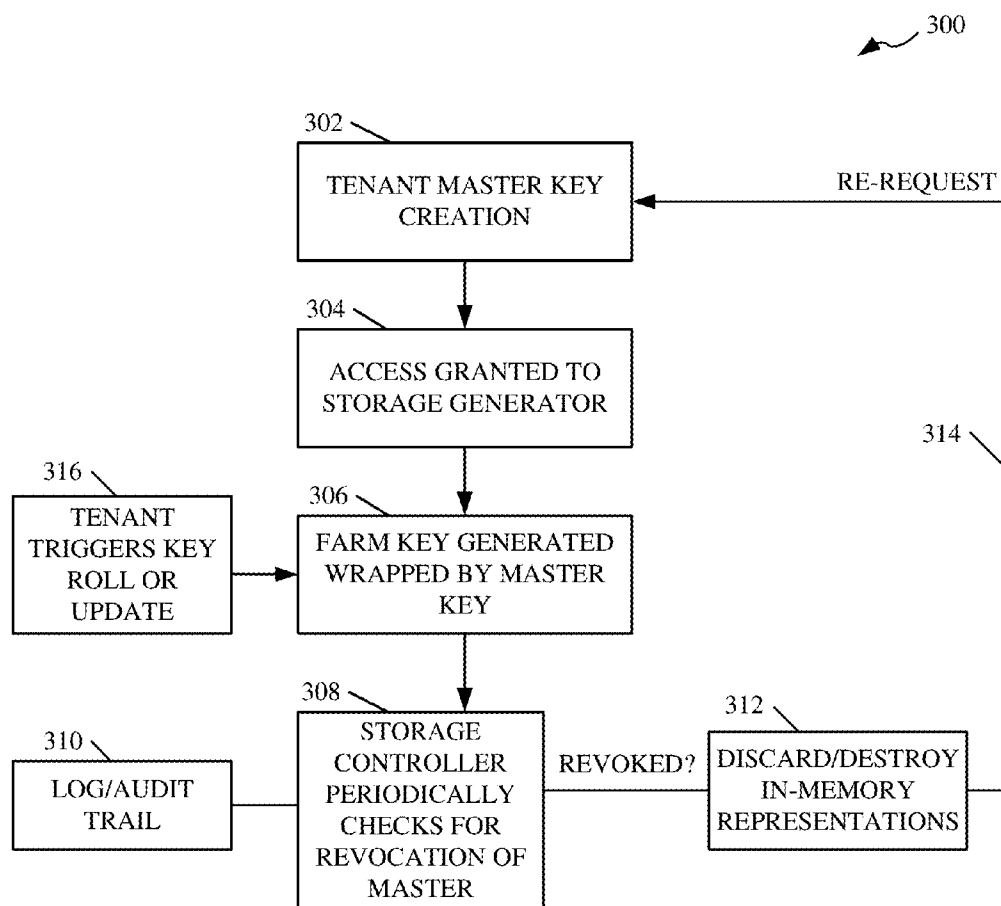 300
302
TENANT MASTER KEY
CREATION
RE-REQUEST
304
ACCESS GRANTED TO
STORAGE GENERATOR
314
316
TENANT
TRIGGERS KEY
ROLL OR
UPDATE
306
FARM KEY GENERATED
WRAPPED BY MASTER
KEY
308
STORAGE
CONTROLLER
PERIODICALLY
CHECKS FOR
REVOCATION OF
MASTER
310
LOG/AUDIT
TRAIL
REVOKED?
312
DISCARD/DESTROY
IN-MEMORY
REPRESENTATIONS